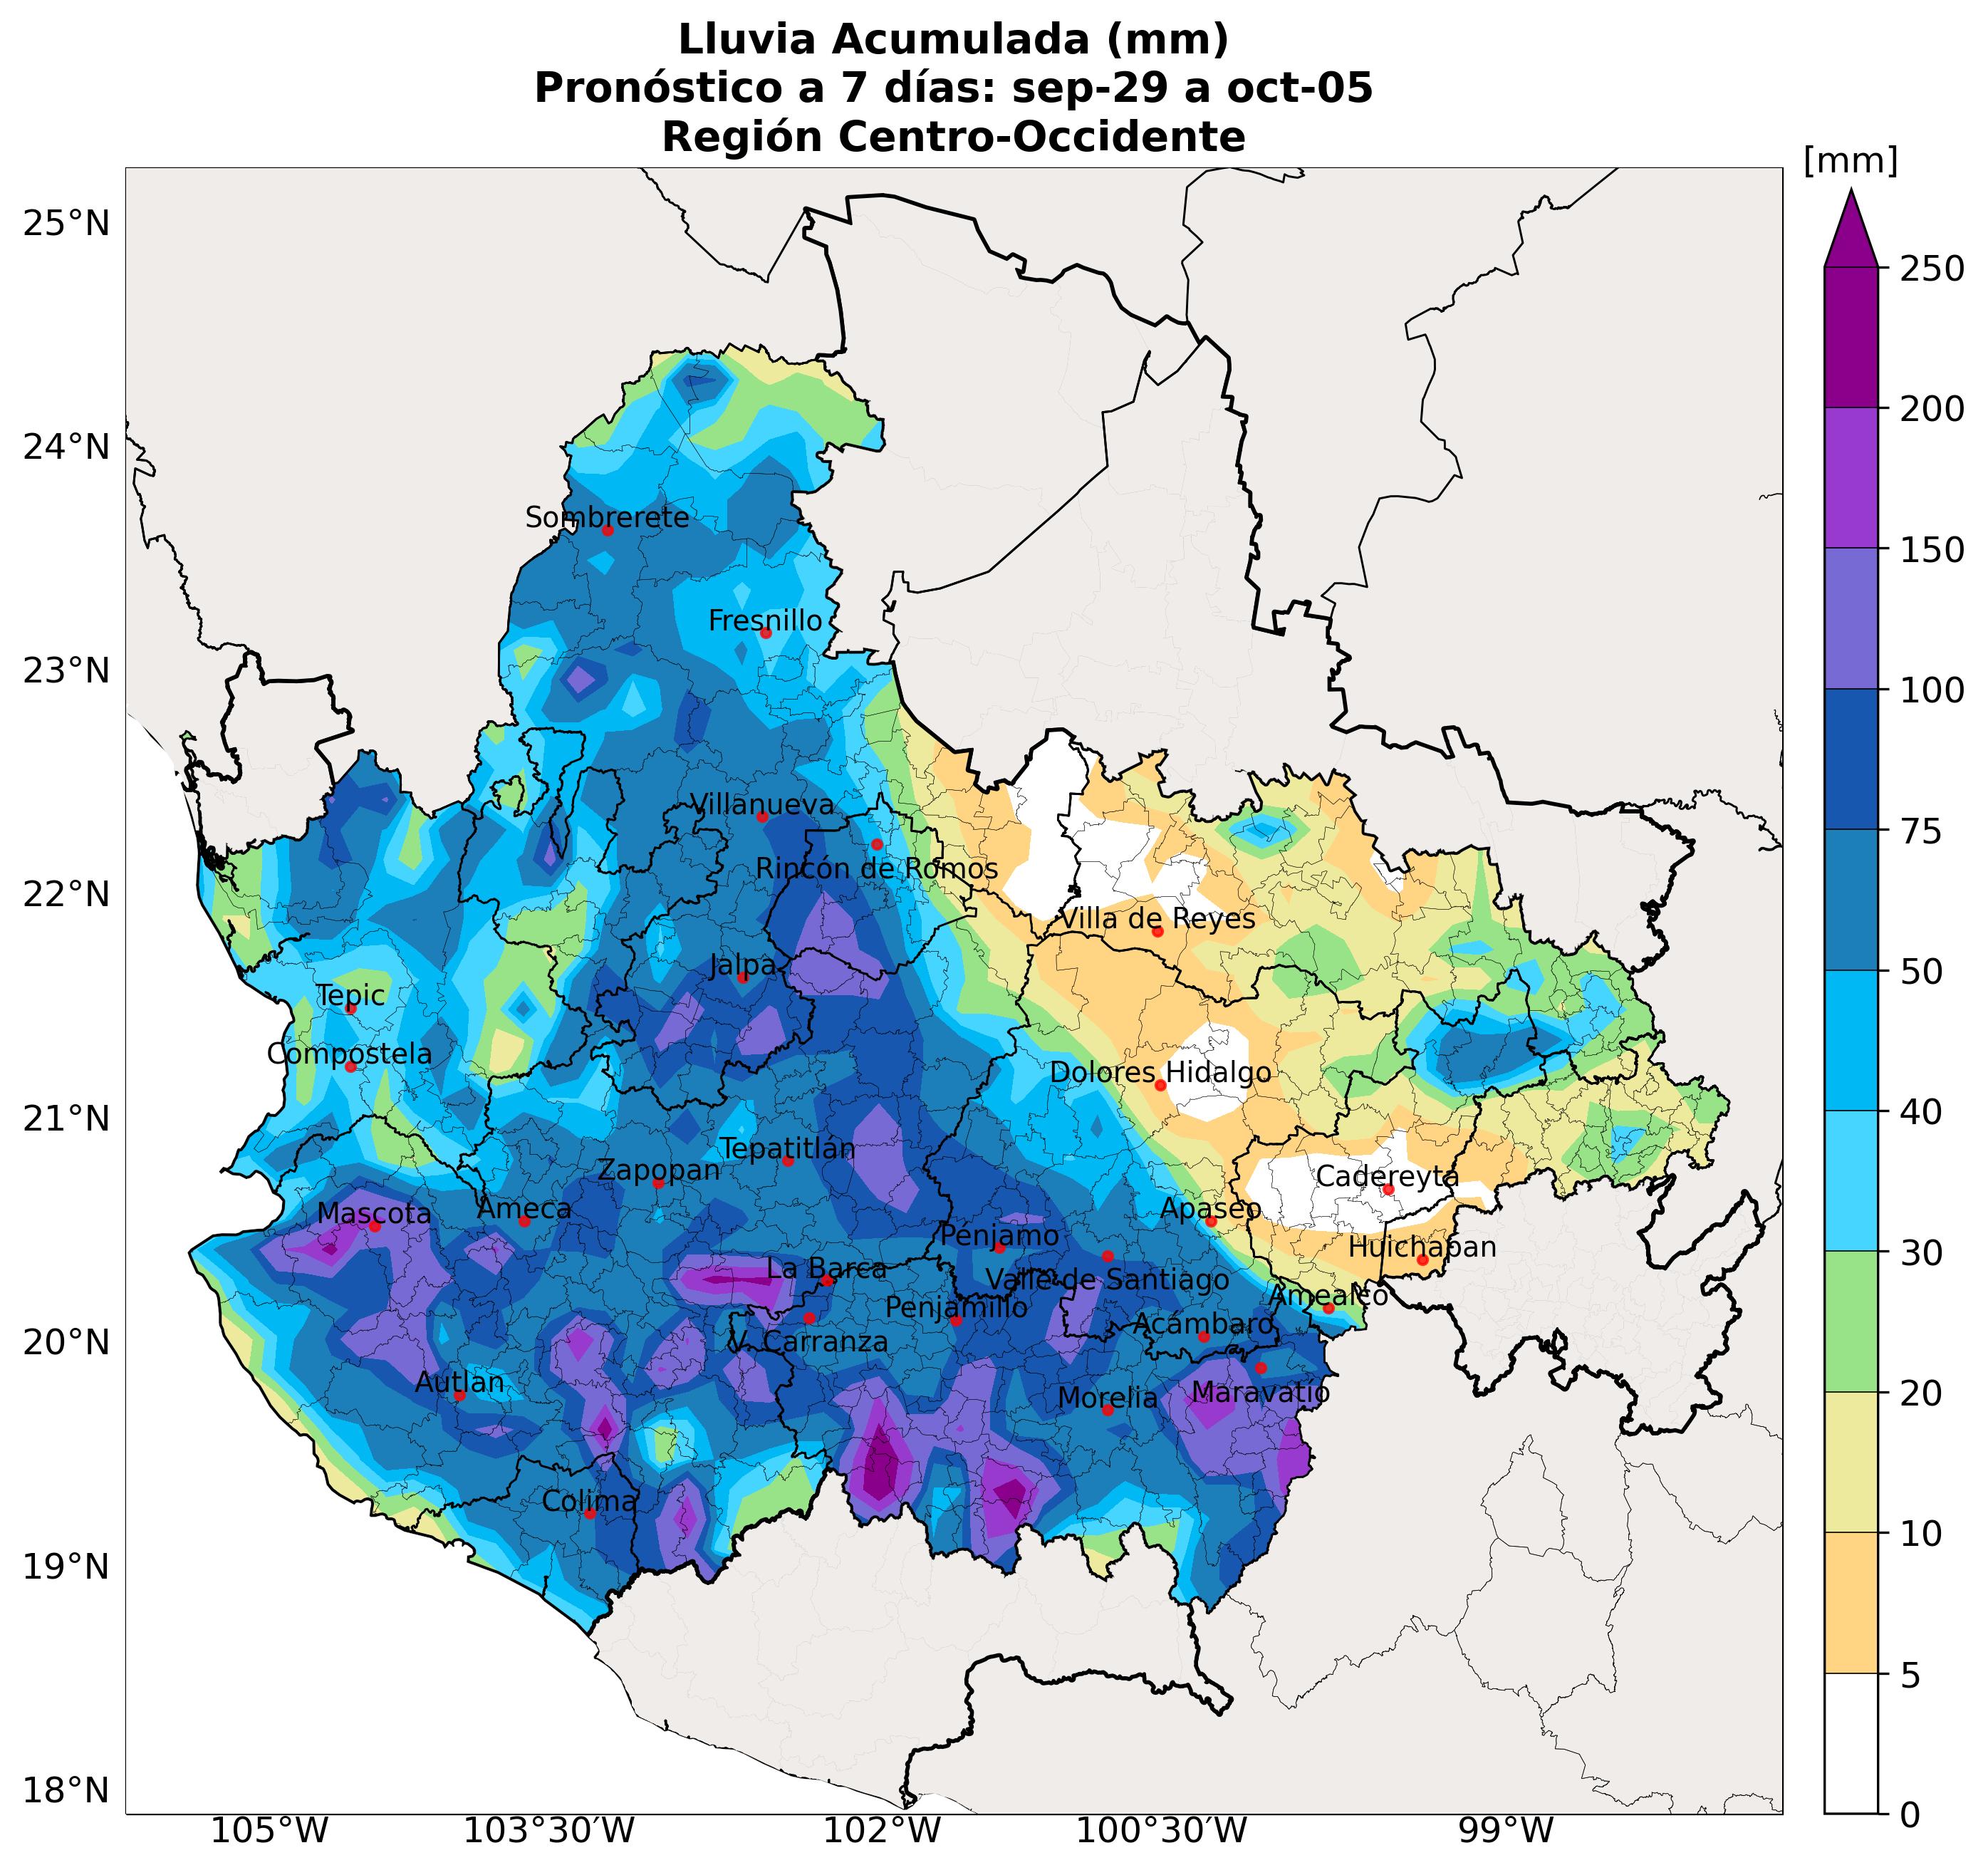 Lluvia Acumulada (mm)
Pronóstico a 7 días: sep-29 a oct-05
Región Centro-Occidente
[mm]
25°N
24°N
23°N
22°N
21°N
20°N
19°N
18°N
Sombrerete
Fresnillo
Villanueva
Rincón de Romos
Villa de Reyes
Jalpa
Tepic
Compostela
Dolores Hidalgo
Tepatitlán
Zapopan
Cadereyta
Ameca
Mascota
Apaseo
Penjamo
Huichapan
La Barca
Valle de Santiago
Amealco
Penjamillo
Acámbaro
V. Carranza
Autlan
Morelia
Maravatío
Colima
250
200
150
100
75
50
40
30
20
10
5
0
105°W
103°30'W
102°W
100°30'W
99°W